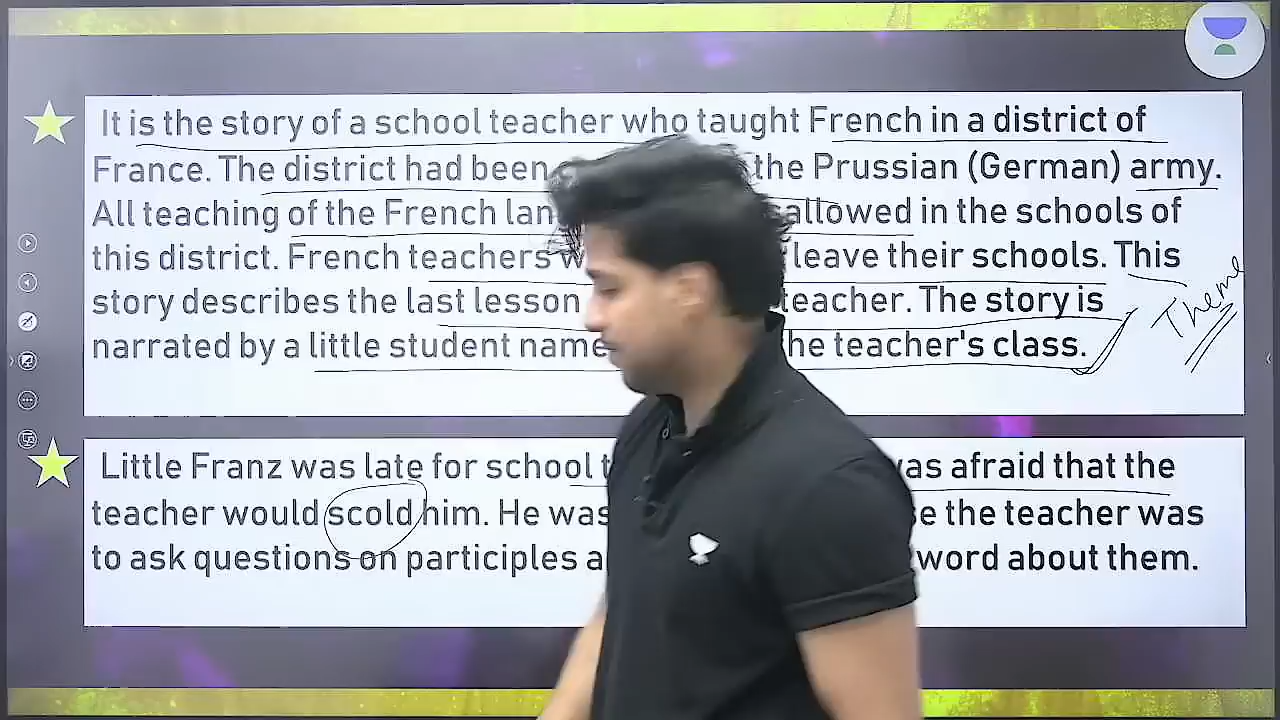 It is the story of a school teacher who taught French in a district of
France. The district had been the Prussian (German) army.
All teaching of the French allowed in the schools of
this district. French teachers leave their schools. This
story describes the last lesson teacher. The story is
narrated by a little student the teacher's class.
Theme
Little Franz was late for school was afraid that the
teacher would scold him. He was the teacher was
to ask questions on participles word about them.